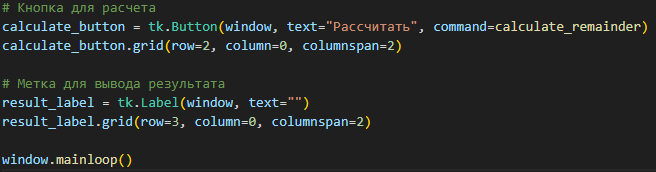 # Кнопка для расчета
calculate_button = tk.Button(window, text="Рассчитать", command=calculate_remainder)
calculate_button.grid(row=2, column=0, columnspan=2)
# Метка для вывода результата
result_label = tk.Label(window, text="")
result_label.grid(row=3, column=0, columnspan=2)
window.mainloop()